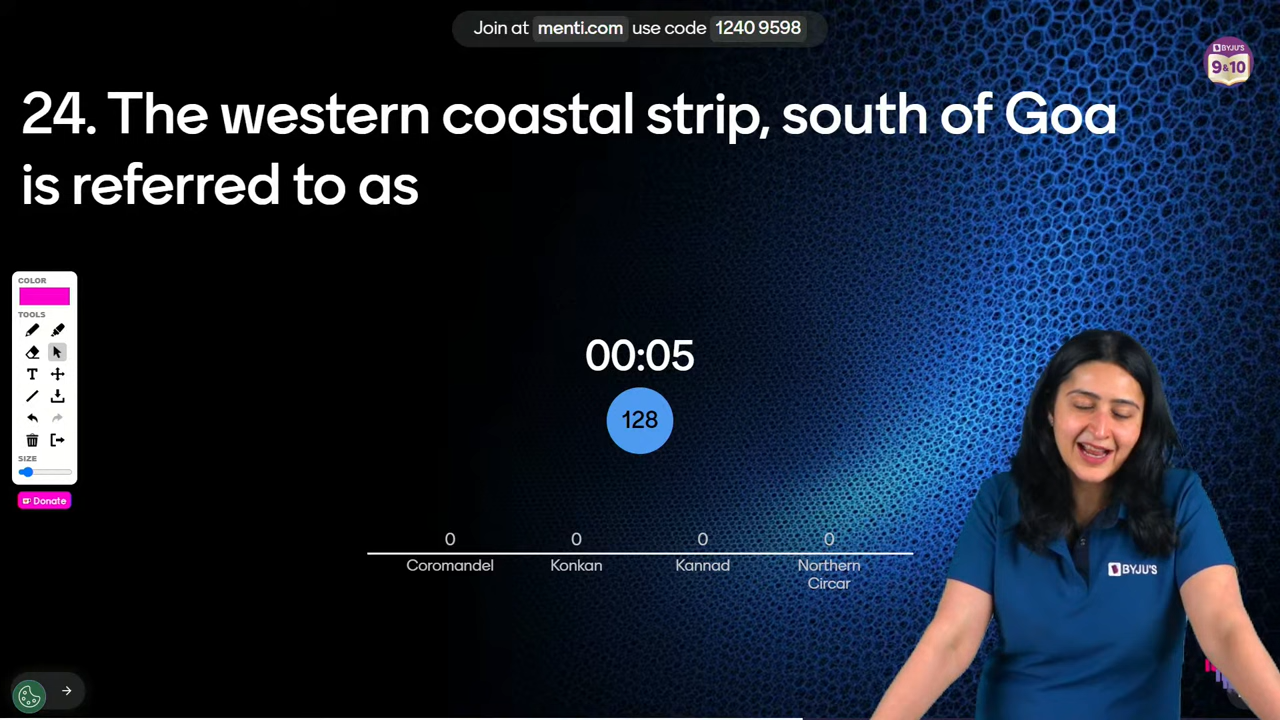 Join at menti.com use code 1240 9598
BYJU'S
9&10
24. The western coastal strip, south of Goa
is referred to as
COLOR
TOOLS
SIZE
Donate
00:05
128
0 0 0 0
Coromandel Konkan Kannad Northern
Circar
BYJU'S